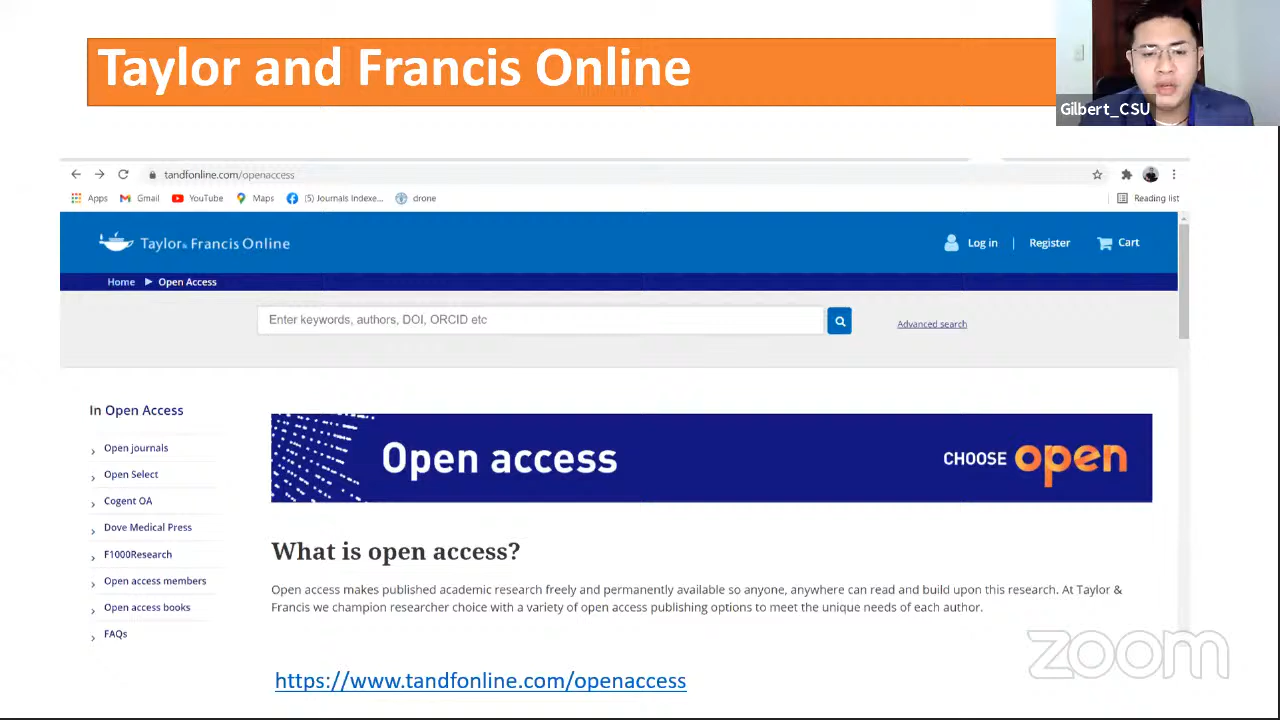 Taylor and Francis Online
Gilbert_CSU
tandfonline.com/openaccess
Apps Gmail YouTube Maps (5) Journals Indexe... drone Reading list
Taylor & Francis Online
Log in | Register Cart
Home Open Access
Enter keywords, authors, DOI, ORCID etc
Advanced search
In Open Access
Open journals
Open Select
Cogent OA
Dove Medical Press
F1000Research
Open access members
Open access books
FAQs
Open access
CHOOSE open
What is open access?
Open access makes published academic research freely and permanently available so anyone, anywhere can read and build upon this research. At Taylor &
Francis we champion researcher choice with a variety of open access publishing options to meet the unique needs of each author.
zoom
https://www.tandfonline.com/openaccess